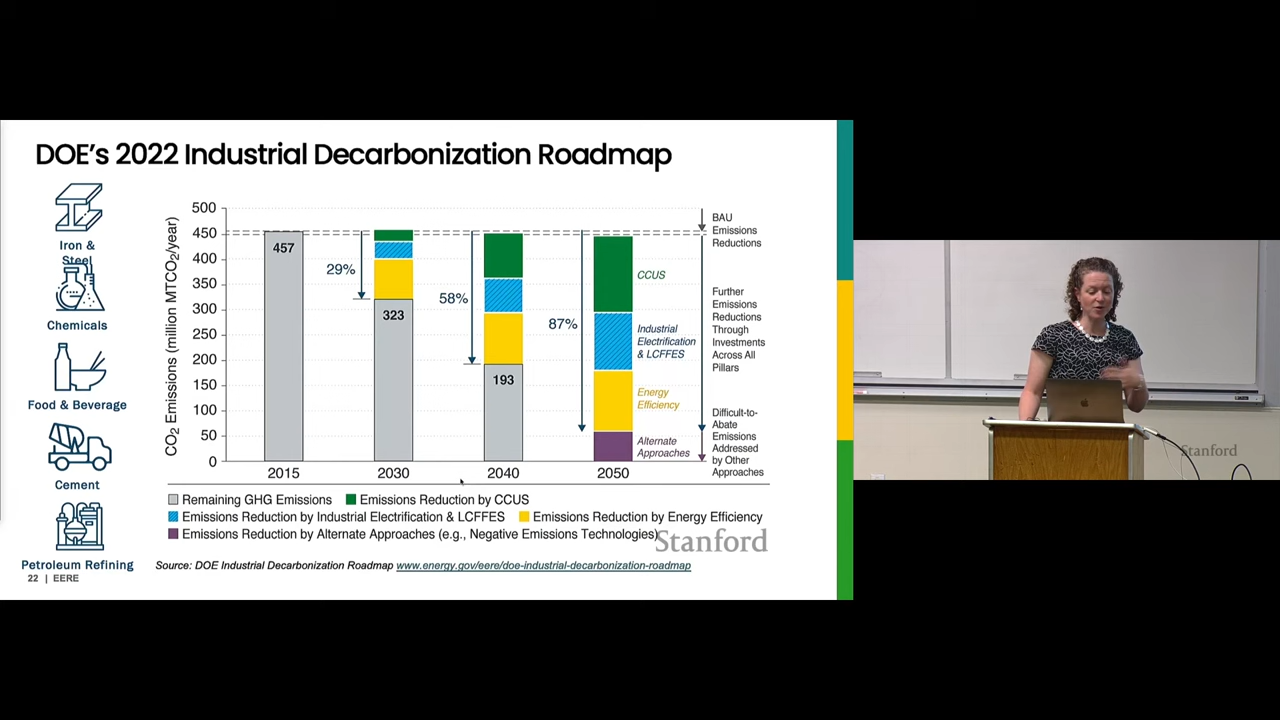 DOE's 2022 Industrial Decarbonization Roadmap
Iron &
Steel
Chemicals
Food & Beverage
Cement
Petroleum Refining
CO2 Emissions (million MTCO2/year)
500
450
400
350
300
250
200
150
100
50
0
457
29%
323
58%
193
87%
CCUS
Industrial
Electrification
& LCFFES
Energy
Efficiency
Alternate
Approaches
BAU
Emissions
Reductions
Further
Emissions
Reductions
Through
Investments
Across All
Pillars
Difficult-to-
Abate
Emissions
Addressed
by Other
Approaches
2015
2030
2040
2050
Remaining GHG Emissions
Emissions Reduction by CCUS
Emissions Reduction by Industrial Electrification & LCFFES
Emissions Reduction by Energy Efficiency
Emissions Reduction by Alternate Approaches (e.g., Negative Emissions Technologies)
Stanford
Source: DOE Industrial Decarbonization Roadmap www.energy.gov/eere/doe-industrial-decarbonization-roadmap
22 | EERE
Stanford